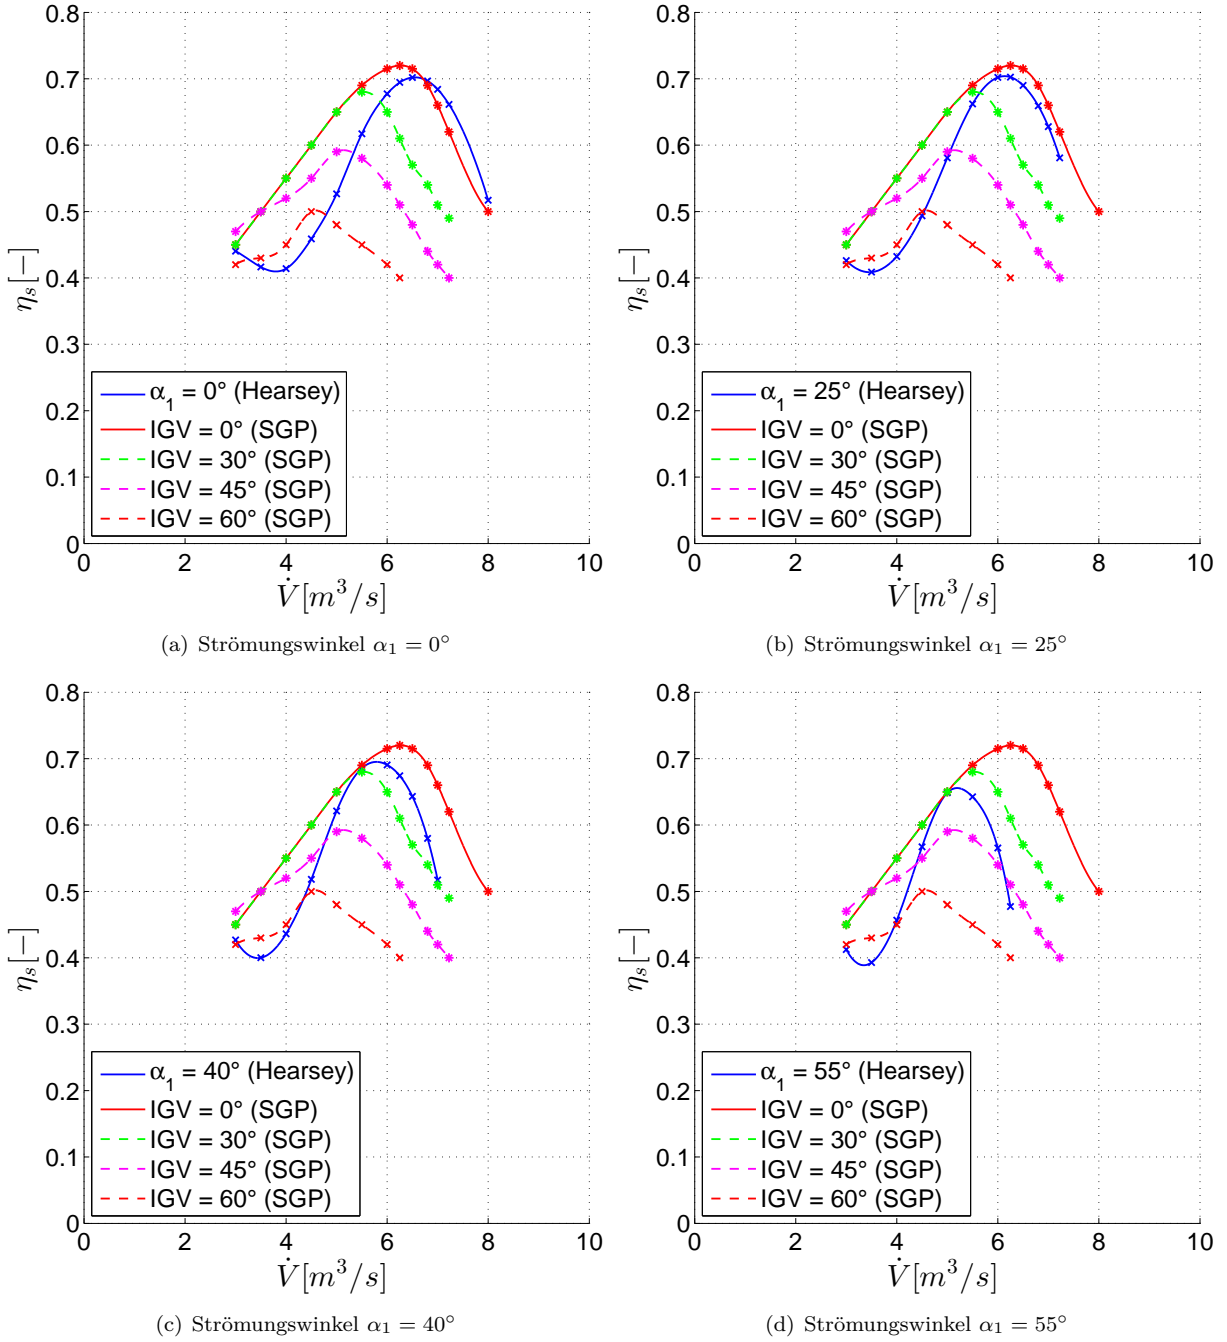 0.8
0.7
0.6
0.5
0.4
0.3
0.2
0.1
0
η_s [−]
α_1 = 0° (Hearsey)
IGV = 0° (SGP)
IGV = 30° (SGP)
IGV = 45° (SGP)
IGV = 60° (SGP)
0 2 4 6 8 10
V̇[m³/s]
(a) Strömungswinkel α₁ = 0°
0.8
0.7
0.6
0.5
0.4
0.3
0.2
0.1
0
η_s [−]
α_1 = 25° (Hearsey)
IGV = 0° (SGP)
IGV = 30° (SGP)
IGV = 45° (SGP)
IGV = 60° (SGP)
0 2 4 6 8 10
V̇[m³/s]
(b) Strömungswinkel α₁ = 25°
0.8
0.7
0.6
0.5
0.4
0.3
0.2
0.1
0
η_s [−]
α_1 = 40° (Hearsey)
IGV = 0° (SGP)
IGV = 30° (SGP)
IGV = 45° (SGP)
IGV = 60° (SGP)
0 2 4 6 8 10
V̇[m³/s]
(c) Strömungswinkel α₁ = 40°
0.8
0.7
0.6
0.5
0.4
0.3
0.2
0.1
0
η_s [−]
α_1 = 55° (Hearsey)
IGV = 0° (SGP)
IGV = 30° (SGP)
IGV = 45° (SGP)
IGV = 60° (SGP)
0 2 4 6 8 10
V̇[m³/s]
(d) Strömungswinkel α₁ = 55°